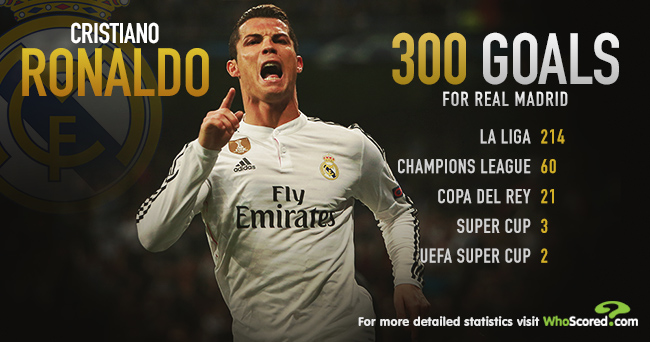 CRISTIANO
RONALDO
300 GOALS
FOR REAL MADRID
LA LIGA 214
CHAMPIONS LEAGUE 60
COPA DEL REY 21
SUPER CUP 3
UEFA SUPER CUP 2
adidas
Fly
Emirates
For more detailed statistics visit WhoScored.com